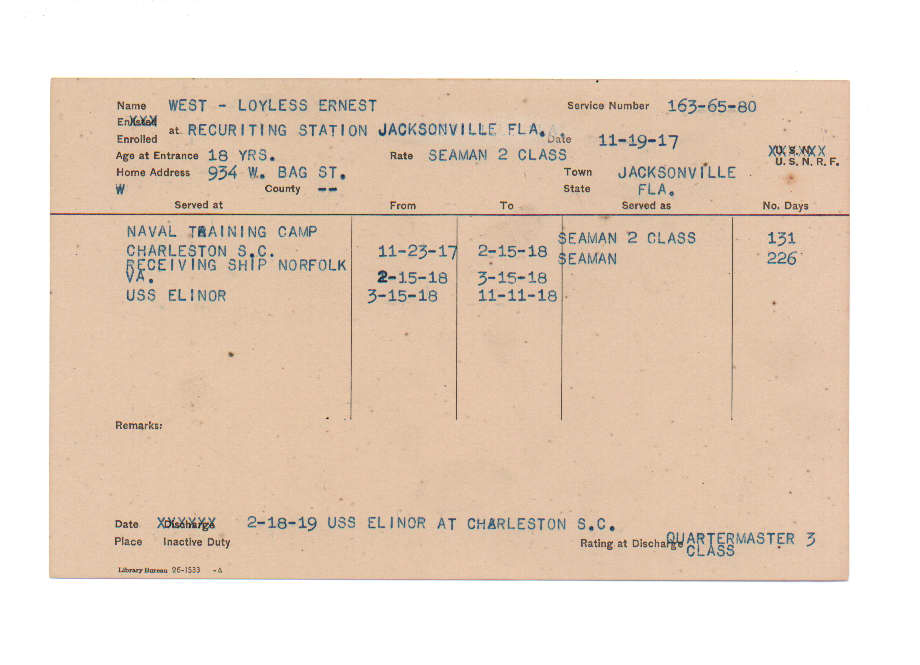 Name WEST - LOYLESS ERNEST Service Number 163-65-80
Enlisted
Enrolled at RECURITING STATION JACKSONVILLE FLA. Date 11-19-17
Age at Entrance 18 YRS. Rate SEAMAN 2 CLASS U. S. N.
U. S. N. R. F.
Home Address 934 W. BAG ST. Town JACKSONVILLE
W County -- State FLA.
Served at From To Served as No. Days
NAVAL TRAINING CAMP SEAMAN 2 CLASS 131
CHARLESTON S.C. 11-23-17 2-15-18 SEAMAN 226
RECEIVING SHIP NORFOLK
VA. 2-15-18 3-15-18
USS ELINOR 3-15-18 11-11-18
Remarks:
Date Discharge 2-18-19 USS ELINOR AT CHARLESTON S.C.
Place Inactive Duty Rating at Discharge QUARTERMASTER 3
CLASS
Library Bureau 26-1533 -A